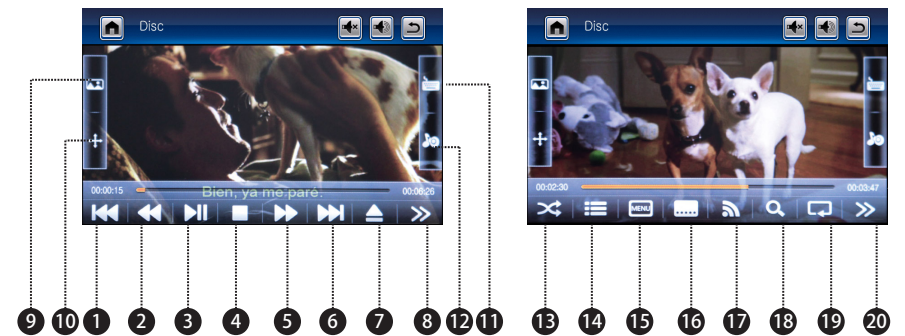 Disc
00:00:15
Bien, ya me paré.
00:06:26
9 10 1 2 3 4 5 6 7 8 12 11
Disc
00:02:30
00:03:47
MENU
13 14 15 16 17 18 19 20